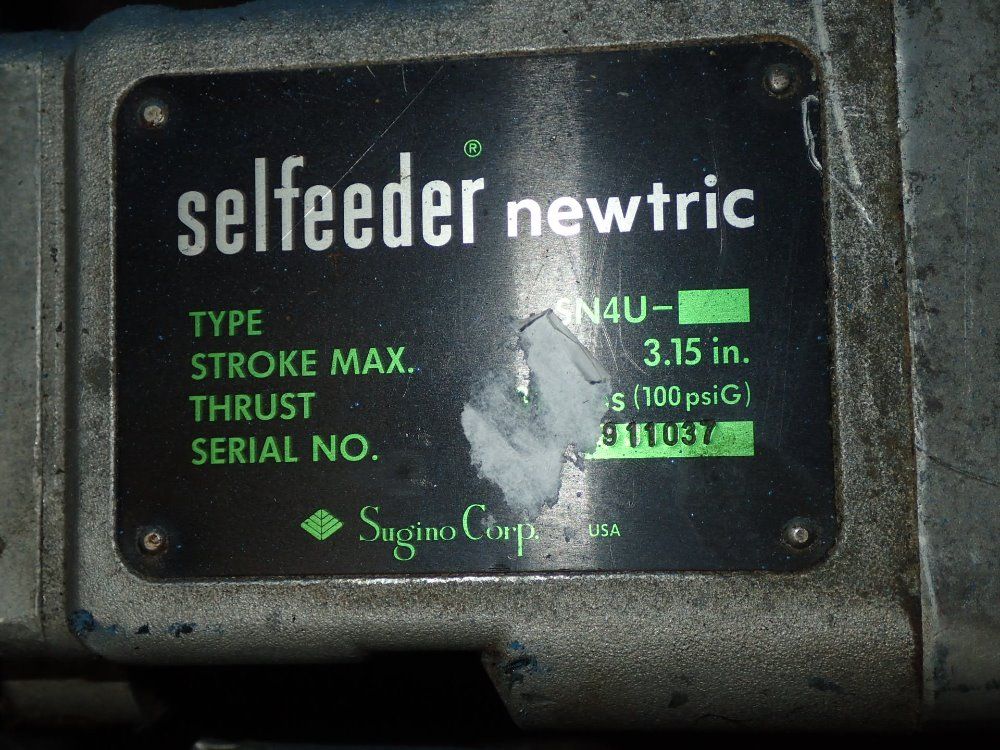 selfeeder® newtric
TYPE SN4U-
STROKE MAX. 3.15 in.
THRUST (100 psiG)
SERIAL NO. 911037
Sugino Corp. USA